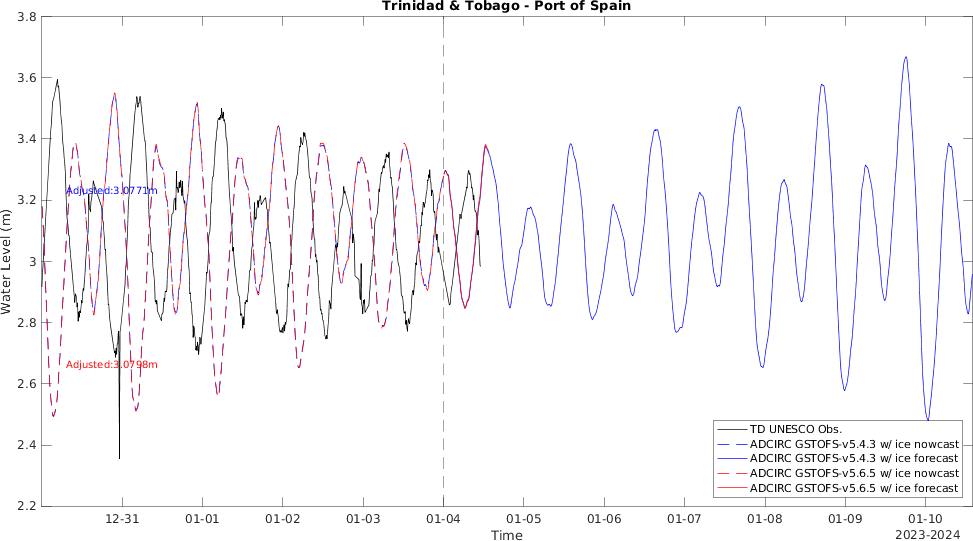 Trinidad & Tobago - Port of Spain
Water Level (m)
3.8
3.6
3.4
3.2
3
2.8
2.6
2.4
2.2
Adjusted:3.0771m
Adjusted:3.0798m
TD UNESCO Obs.
ADCIRC GSTOFS-v5.4.3 w/ ice nowcast
ADCIRC GSTOFS-v5.4.3 w/ ice forecast
ADCIRC GSTOFS-v5.6.5 w/ ice nowcast
ADCIRC GSTOFS-v5.6.5 w/ ice forecast
12-31 01-01 01-02 01-03 01-04 01-05 01-06 01-07 01-08 01-09 01-10
Time
2023-2024